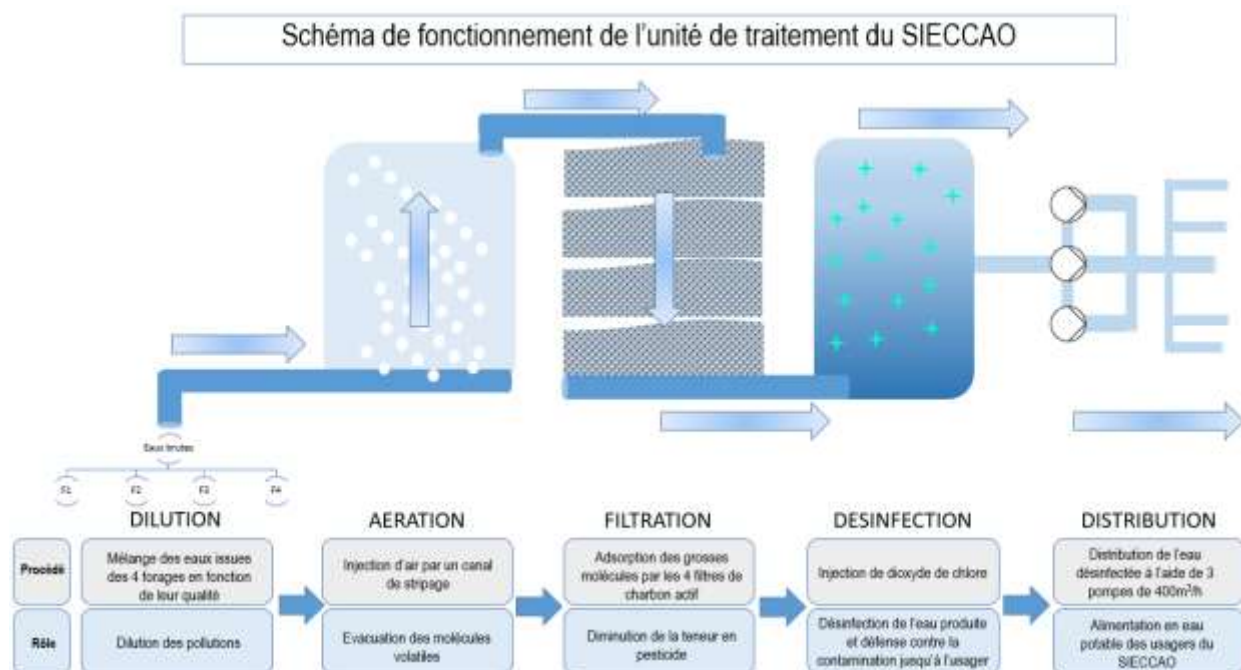 Schéma de fonctionnement de l'unité de traitement du SIECCAO
Eaux brutes
F1
F2
F3
F4
DILUTION
AERATION
FILTRATION
DESINFECTION
DISTRIBUTION
Procédé
Mélange des eaux issues
des 4 forages en fonction
de leur qualité
Injection d'air par un canal
de stripage
Adsorption des grosses
molécules par les 4 filtres de
charbon actif
Injection de dioxyde de chlore
Distribution de l'eau
désinfectée à l'aide de 3
pompes de 400m³/h
Rôle
Dilution des pollutions
Evacuation des molécules
volatiles
Diminution de la teneur en
pesticide
Désinfection de l'eau produite
et défense contre la
contamination jusqu'à l'usager
Alimentation en eau
potable des usagers du
SIECCAO